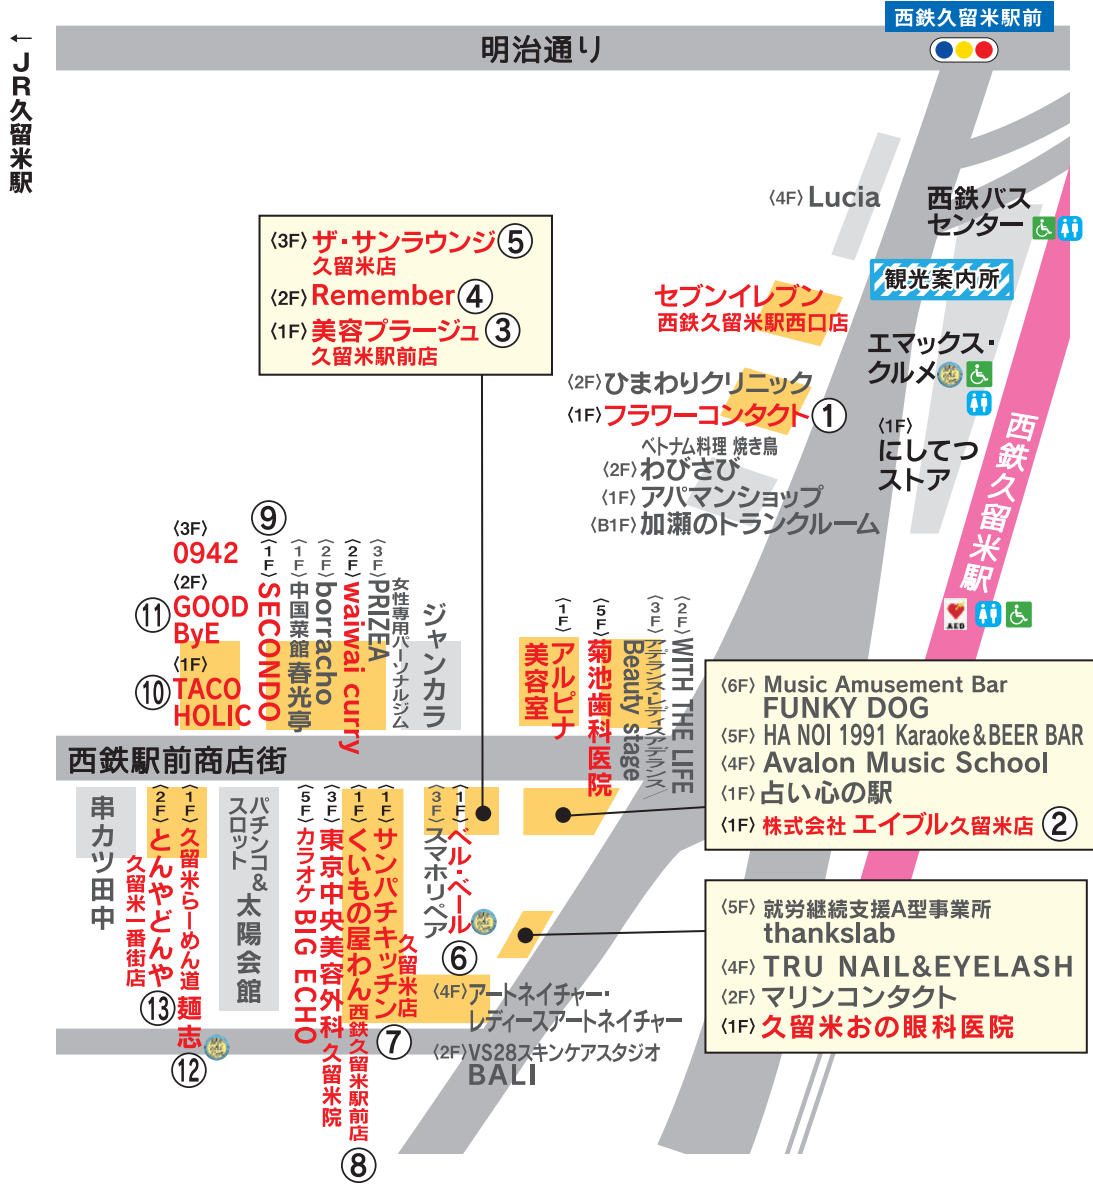 西鉄久留米駅前
明治通り
←JR久留米駅
〈4F〉Lucia
西鉄バス
センター
観光案内所
〈3F〉ザ・サンラウンジ⑤
久留米店
〈2F〉Remember④
〈1F〉美容プラージュ③
久留米駅前店
セブンイレブン
西鉄久留米駅西口店
エマックス・
クルメ
〈2F〉ひまわりクリニック
〈1F〉フラワーコンタクト①
〈1F〉
にしてつ
ストア
西鉄久留米駅
ベトナム料理 焼き鳥
〈2F〉わびさび
〈1F〉アパマンショップ
〈B1F〉加瀬のトランクルーム
AED
〈3F〉
0942
〈2F〉
⑪GOOD
ByE
〈1F〉
⑩TACO
HOLIC
⑨
〈1F〉SECONDO
〈1F〉中国菜館 春光亭
〈2F〉borracho
〈2F〉waiwai curry
〈3F〉PRIZEA
女性専用パーソナルジム
ジャンカラ
〈1F〉アルピナ
美容室
〈5F〉菊池歯科医院
〈3F〉アデランス・レディスアデランス/
Beauty stage
〈2F〉WITH THE LIFE
〈6F〉Music Amusement Bar
FUNKY DOG
〈5F〉HA NOI 1991 Karaoke&BEER BAR
〈4F〉Avalon Music School
〈1F〉占い心の駅
〈1F〉株式会社 エイブル久留米店②
西鉄駅前商店街
串カツ田中
〈2F〉とんやどんや
久留米一番街店
⑬
〈1F〉久留米らーめん道 麺志
⑫
パチンコ&
スロット
太陽会館
〈5F〉カラオケ BIG ECHO
〈3F〉東京中央美容外科 久留米院
〈1F〉くいもの屋わん 西鉄久留米駅前店
⑧
〈1F〉サンパチキッチン
久留米店
⑦
〈3F〉スマホリペア
〈1F〉ベル・ベール
⑥
〈4F〉アートネイチャー・
レディースアートネイチャー
〈2F〉VS28スキンケアスタジオ
BALI
〈5F〉就労継続支援A型事業所
thankslab
〈4F〉TRU NAIL&EYELASH
〈2F〉マリンコンタクト
〈1F〉久留米おの眼科医院